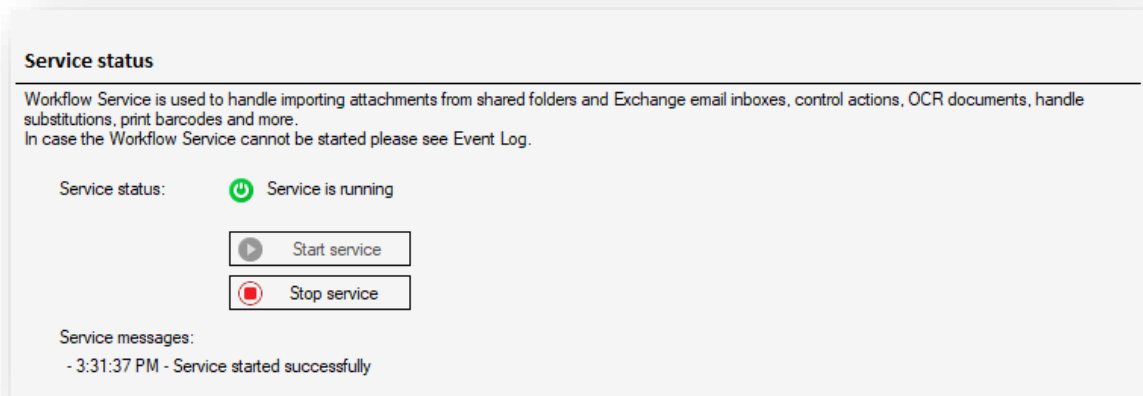 Service status
Workflow Service is used to handle importing attachments from shared folders and Exchange email inboxes, control actions, OCR documents, handle
substitutions, print barcodes and more.
In case the Workflow Service cannot be started please see Event Log.
Service status: Service is running
Start service
Stop service
Service messages:
- 3:31:37 PM - Service started successfully